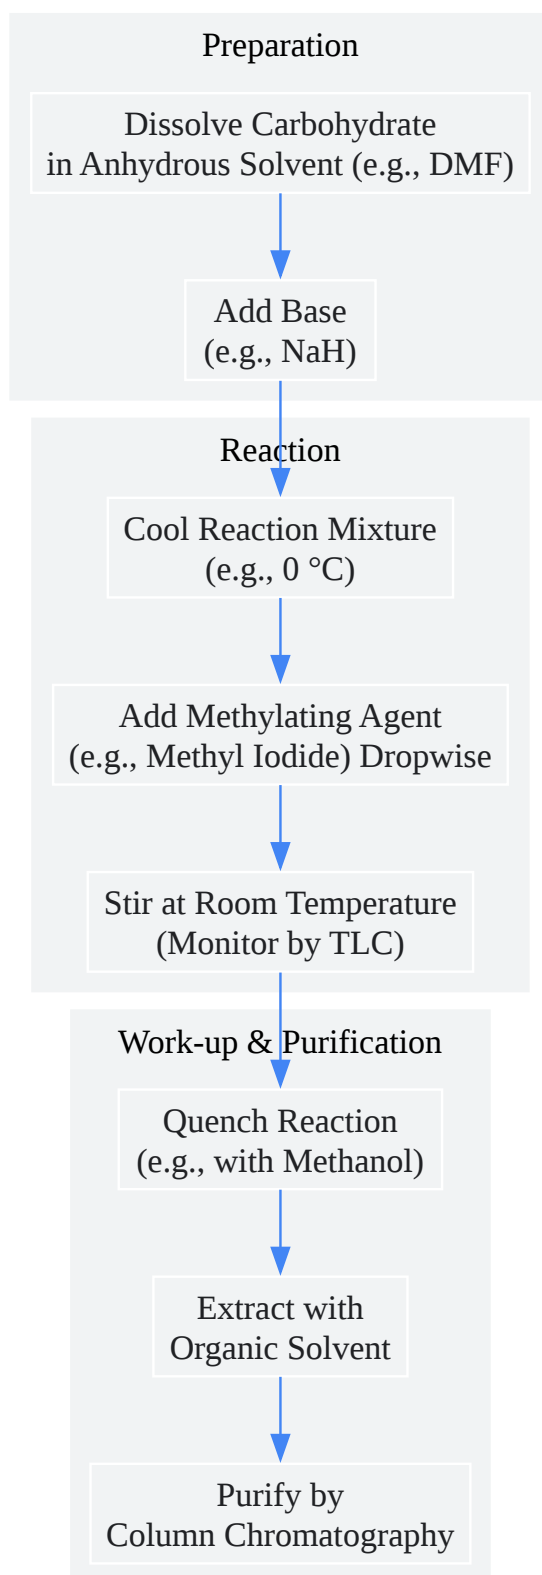 Preparation
Dissolve Carbohydrate
in Anhydrous Solvent (e.g., DMF)
Add Base
(e.g., NaH)
Reaction
Cool Reaction Mixture
(e.g., 0 °C)
Add Methylating Agent
(e.g., Methyl Iodide) Dropwise
Stir at Room Temperature
(Monitor by TLC)
Work-up & Purification
Quench Reaction
(e.g., with Methanol)
Extract with
Organic Solvent
Purify by
Column Chromatography